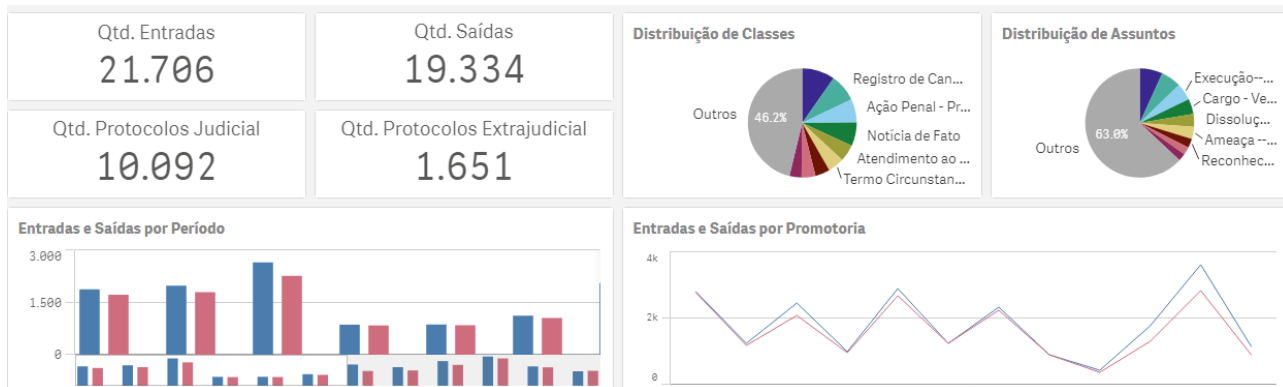 Qtd. Entradas
21.706
Qtd. Saídas
19.334
Qtd. Protocolos Judicial
10.092
Qtd. Protocolos Extrajudicial
1.651
Distribuição de Classes
Outros
46.2%
Registro de Can...
Ação Penal - Pr...
Notícia de Fato
Atendimento ao ...
Termo Circunstan...
Distribuição de Assuntos
Outros
63.0%
Execução--...
Cargo - Ve...
Dissoluç...
Ameaça --...
Reconhec...
Entradas e Saídas por Período
3.000
1.500
0
Entradas e Saídas por Promotoria
4k
2k
0